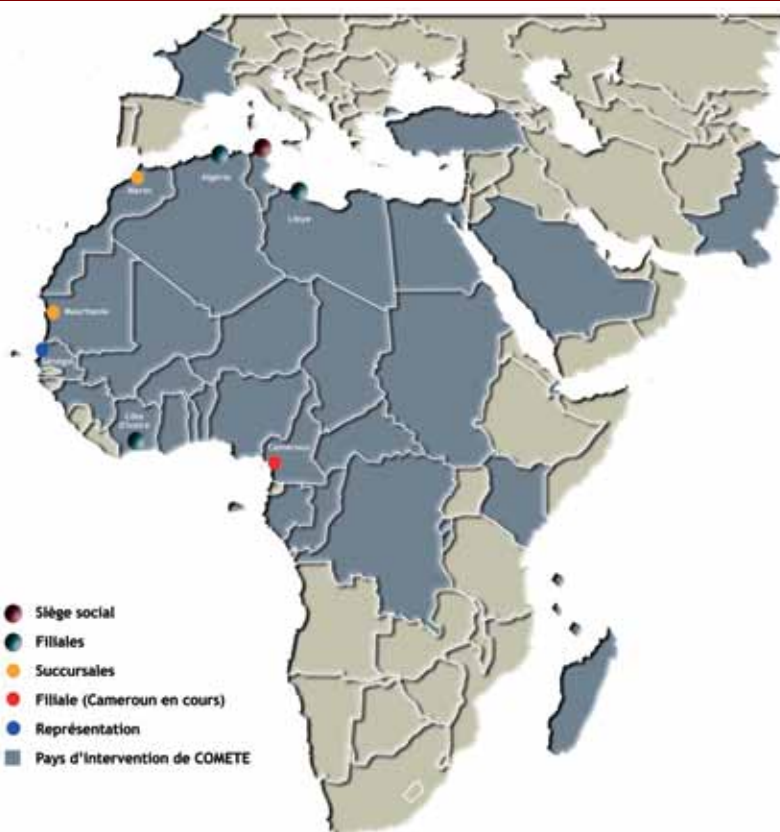 Maroc
Algérie
Libye
Mauritanie
Sénégal
Côte
d'Ivoire
Cameroun
Siège social
Filiales
Succursales
Filiale (Cameroun en cours)
Représentation
Pays d'intervention de COMETE